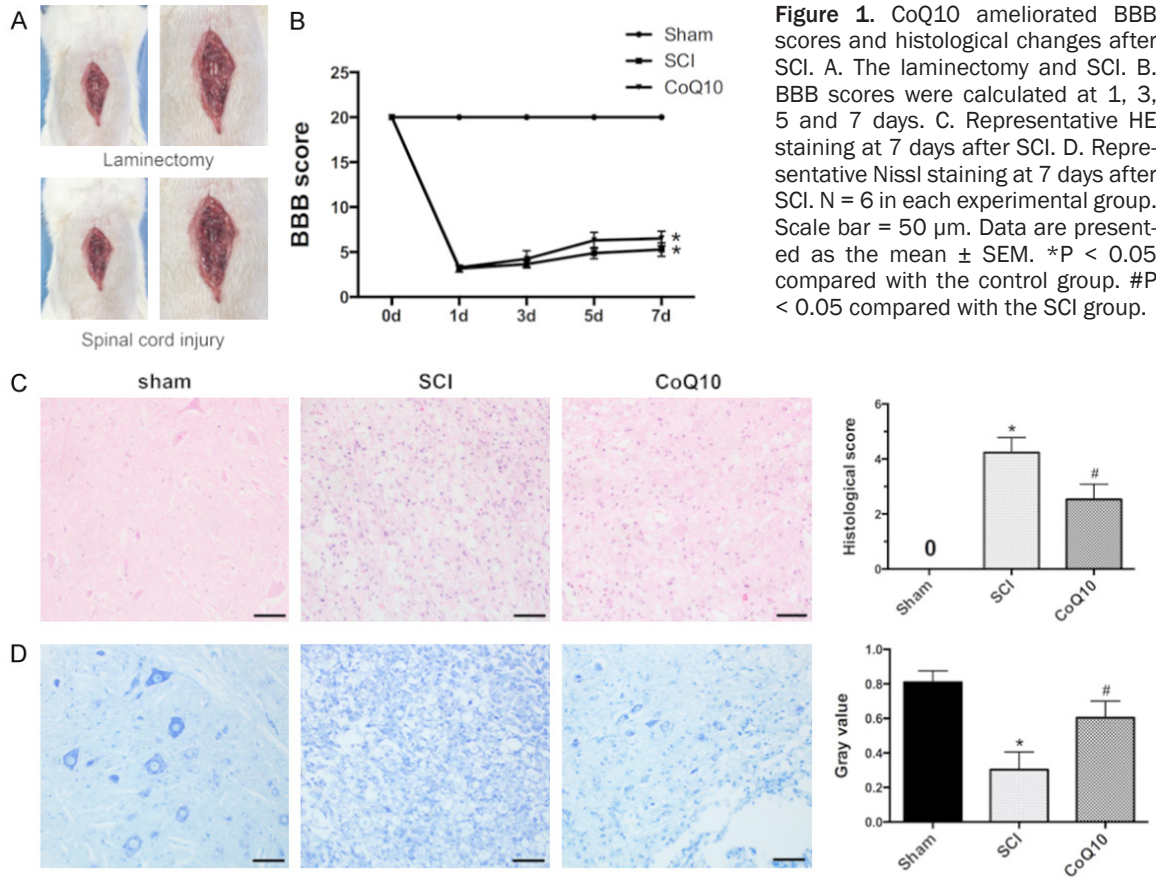 A
Laminectomy
Spinal cord injury
B
Sham
SCI
CoQ10
BBB score
25
20
15
10
5
0
*
*
0d 1d 3d 5d 7d
Figure 1. CoQ10 ameliorated BBB
scores and histological changes after
SCI. A. The laminectomy and SCI. B.
BBB scores were calculated at 1, 3,
5 and 7 days. C. Representative HE
staining at 7 days after SCI. D. Repre-
sentative Nissl staining at 7 days after
SCI. N = 6 in each experimental group.
Scale bar = 50 μm. Data are present-
ed as the mean ± SEM. *P < 0.05
compared with the control group. #P
< 0.05 compared with the SCI group.
C
sham SCI CoQ10
Histological score
6
4
2
0
0
*
#
Sham SCI CoQ10
D
Gray value
1.0
0.8
0.6
0.4
0.2
0.0
*
#
Sham SCI CoQ10